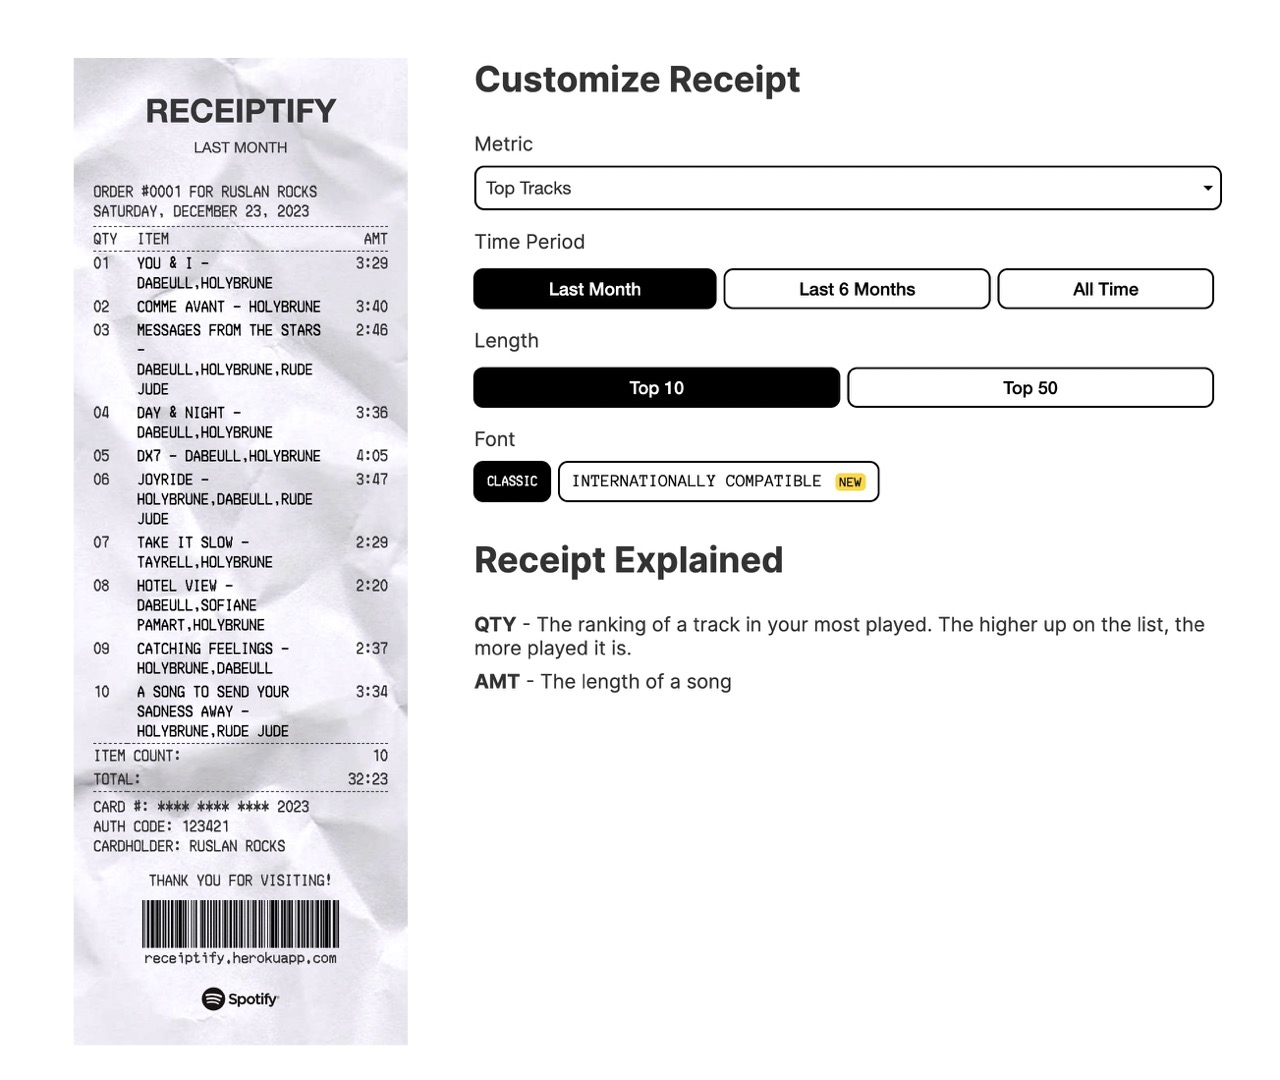 RECEIPTIFY
LAST MONTH
ORDER #0001 FOR RUSLAN ROCKS
SATURDAY, DECEMBER 23, 2023
QTY ITEM AMT
01 YOU & I - 3:29
DABEULL,HOLYBRUNE
02 COMME AVANT - HOLYBRUNE 3:40
03 MESSAGES FROM THE STARS 2:46
-
DABEULL,HOLYBRUNE,RUDE
JUDE
04 DAY & NIGHT - 3:36
DABEULL,HOLYBRUNE
05 DX7 - DABEULL,HOLYBRUNE 4:05
06 JOYRIDE - 3:47
HOLYBRUNE,DABEULL,RUDE
JUDE
07 TAKE IT SLOW - 2:29
TAYRELL,HOLYBRUNE
08 HOTEL VIEW - 2:20
DABEULL,SOFIANE
PAMART,HOLYBRUNE
09 CATCHING FEELINGS - 2:37
HOLYBRUNE,DABEULL
10 A SONG TO SEND YOUR 3:34
SADNESS AWAY -
HOLYBRUNE,RUDE JUDE
ITEM COUNT: 10
TOTAL: 32:23
CARD #: **** **** **** 2023
AUTH CODE: 123421
CARDHOLDER: RUSLAN ROCKS
THANK YOU FOR VISITING!
receiptify.herokuapp.com
Spotify
Customize Receipt
Metric
Top Tracks
Time Period
Last Month Last 6 Months All Time
Length
Top 10 Top 50
Font
CLASSIC INTERNATIONALLY COMPATIBLE NEW
Receipt Explained
QTY - The ranking of a track in your most played. The higher up on the list, the
more played it is.
AMT - The length of a song